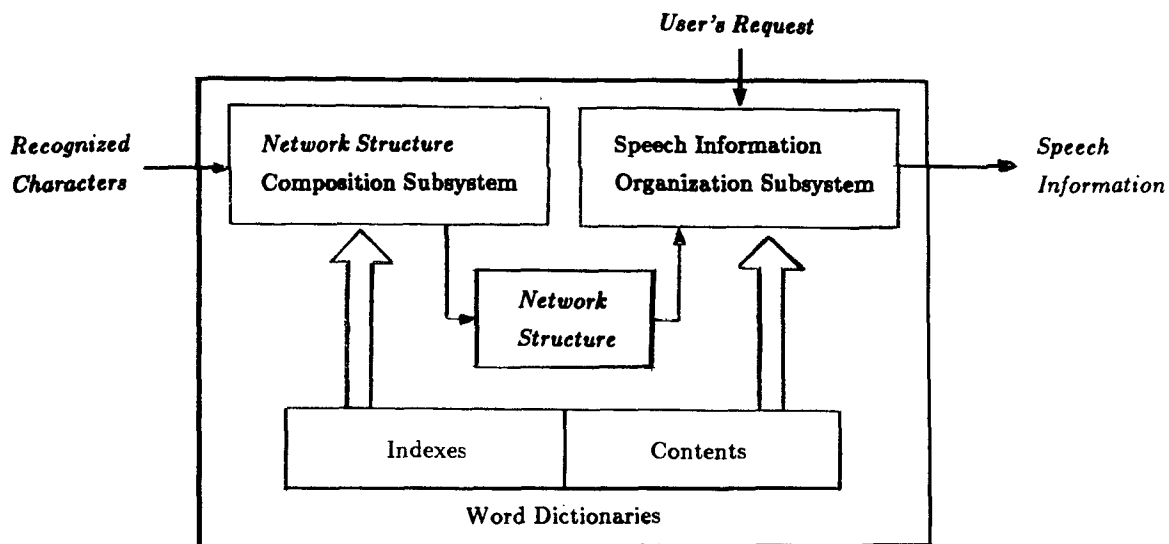 User's Request
Recognized
Characters
Network Structure
Composition Subsystem
Speech Information
Organization Subsystem
Speech
Information
Network
Structure
Indexes
Contents
Word Dictionaries